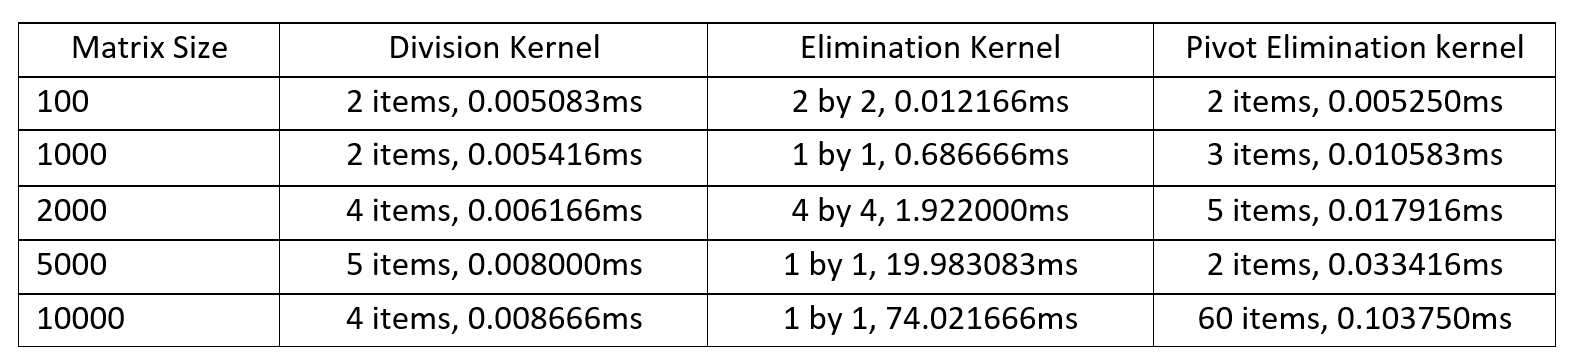 Matrix Size Division Kernel Elimination Kernel Pivot Elimination kernel
100 2 items, 0.005083ms 2 by 2, 0.012166ms 2 items, 0.005250ms
1000 2 items, 0.005416ms 1 by 1, 0.686666ms 3 items, 0.010583ms
2000 4 items, 0.006166ms 4 by 4, 1.922000ms 5 items, 0.017916ms
5000 5 items, 0.008000ms 1 by 1, 19.983083ms 2 items, 0.033416ms
10000 4 items, 0.008666ms 1 by 1, 74.021666ms 60 items, 0.103750ms